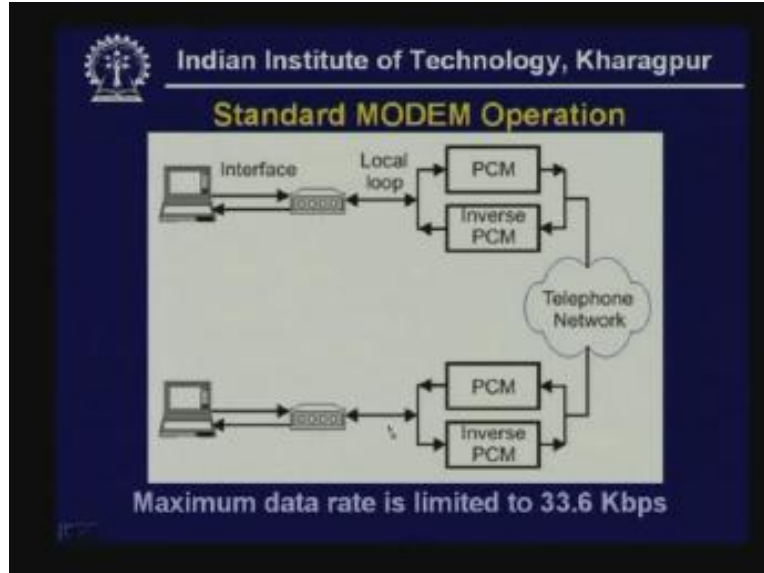 Indian Institute of Technology, Kharagpur
Standard MODEM Operation
Interface
Local
loop
PCM
Inverse
PCM
Telephone
Network
PCM
Inverse
PCM
Maximum data rate is limited to 33.6 Kbps